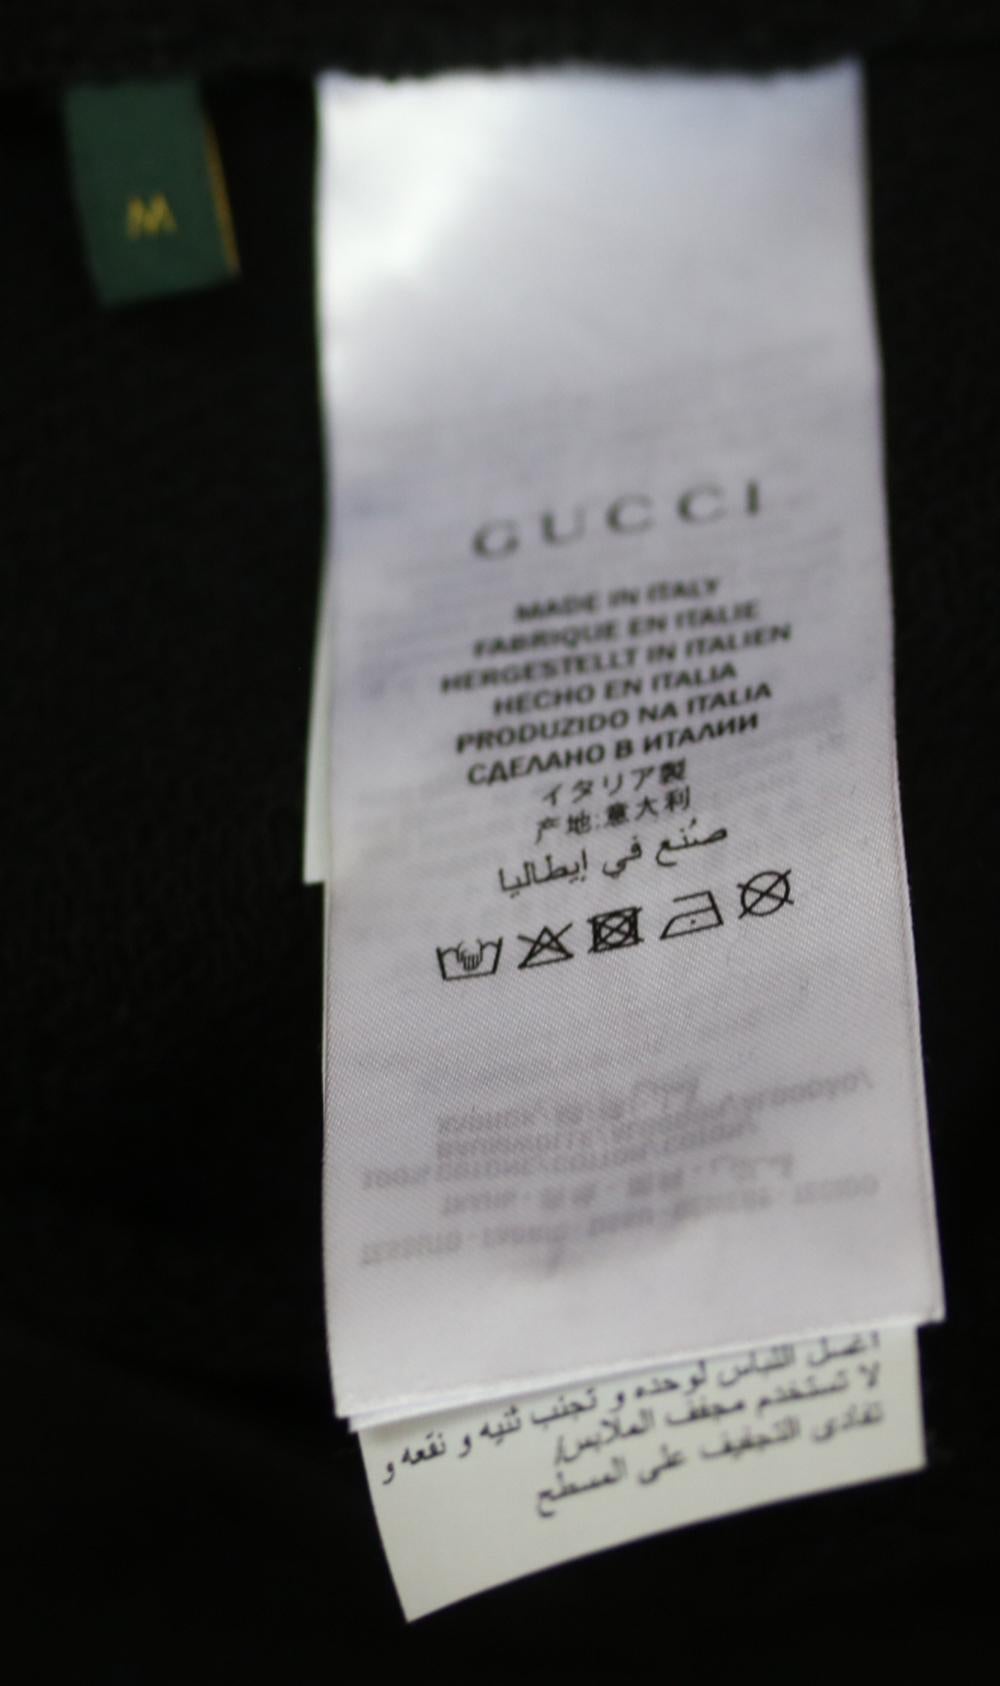 M
GUCCI
MADE IN ITALY
FABRIQUE EN ITALIE
HERGESTELLT IN ITALIEN
HECHO EN ITALIA
PRODUZIDO NA ITALIA
СДЕЛАНО В ИТАЛИИ
イタリア製
产地:意大利
صُنع في إيطاليا
اغسل اللباس لوحده و تجنب ثنيه و نقعه و
لا تستخدم مجفف الملابس/
تفادى التجفيف على المسطح